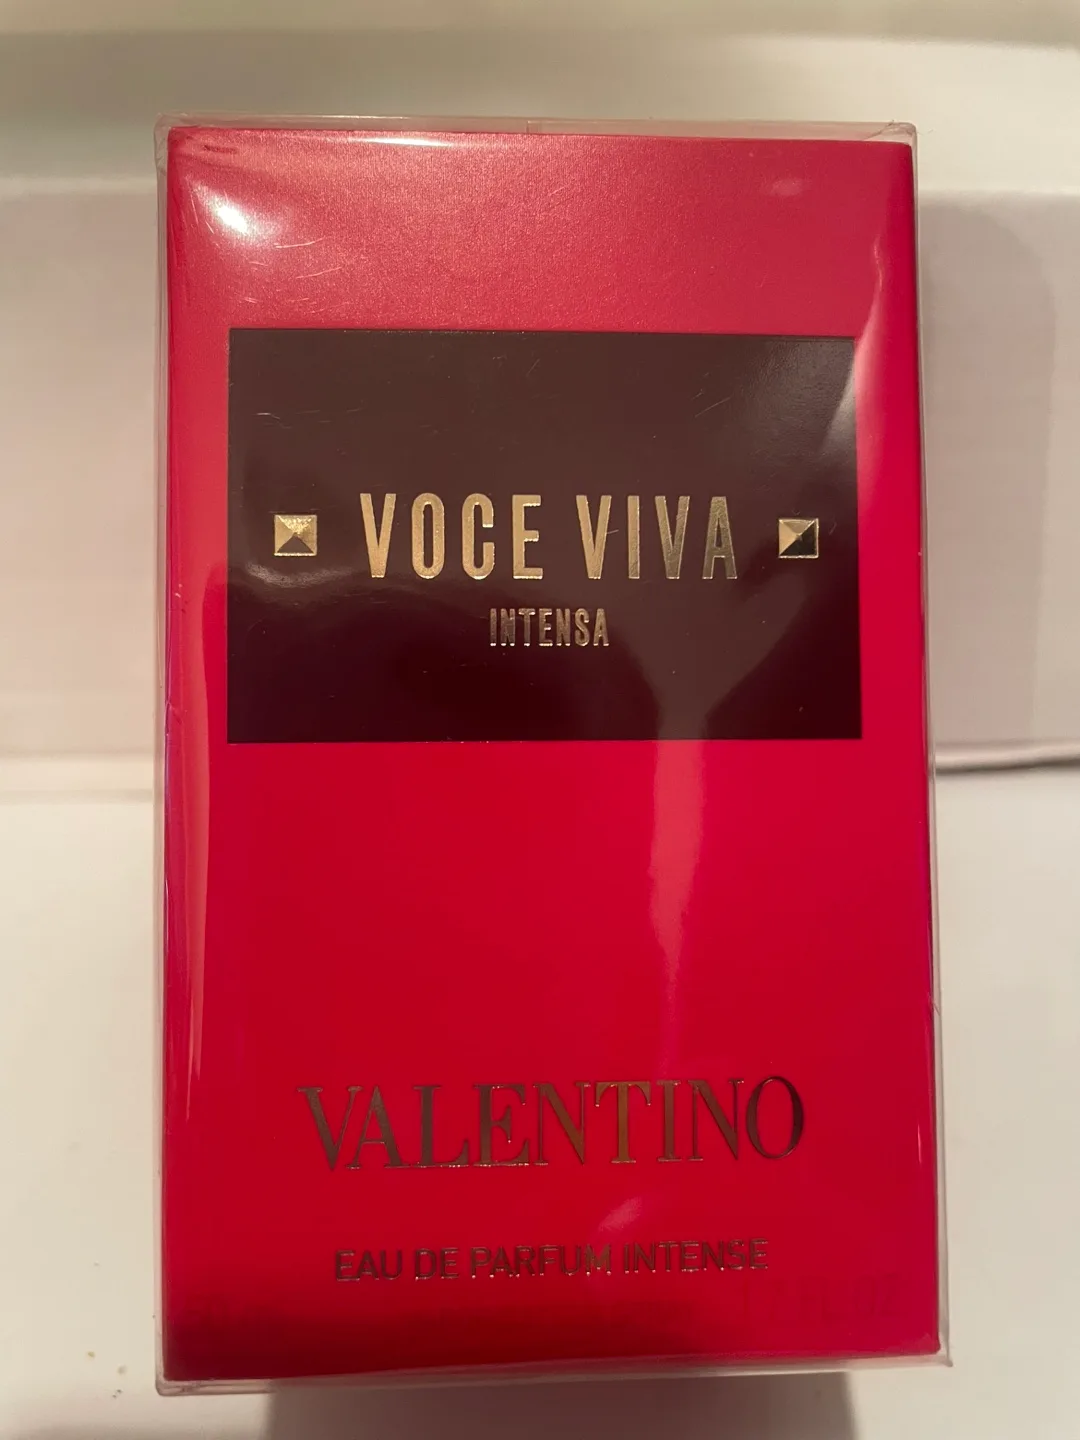 VOCE VIVA
INTENSA
VALENTINO
EAU DE PARFUM INTENSE